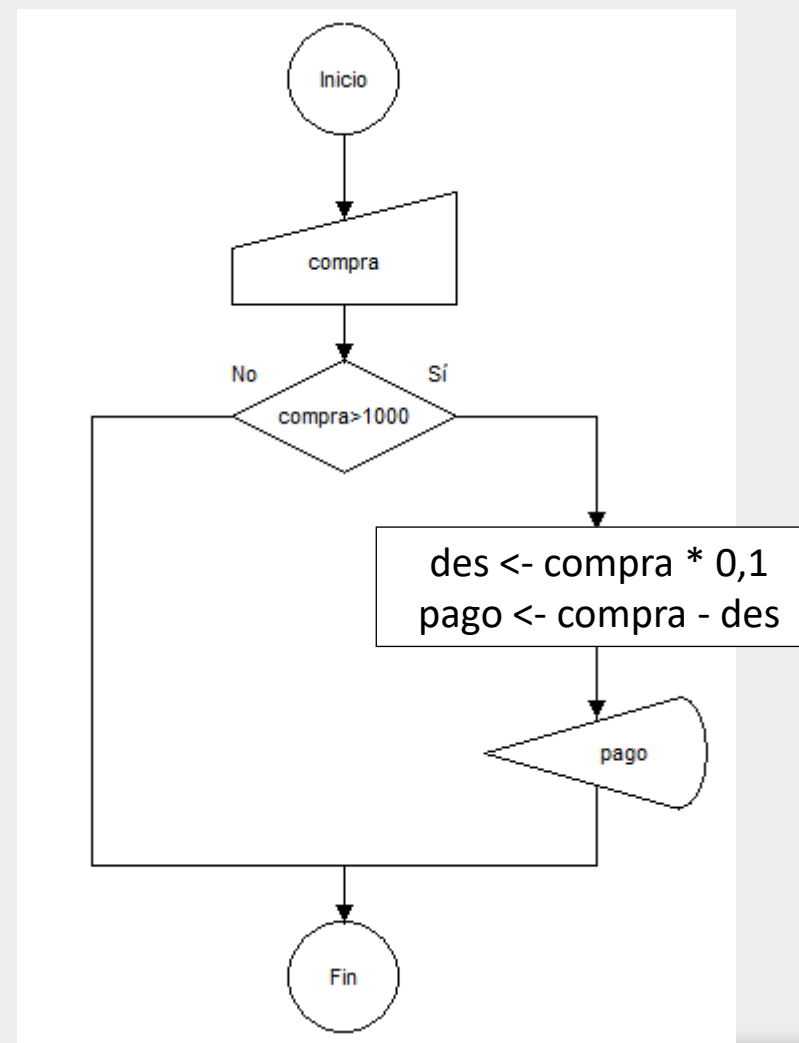 Inicio
compra
No
Sí
compra>1000
des <- compra * 0,1
pago <- compra - des
pago
Fin